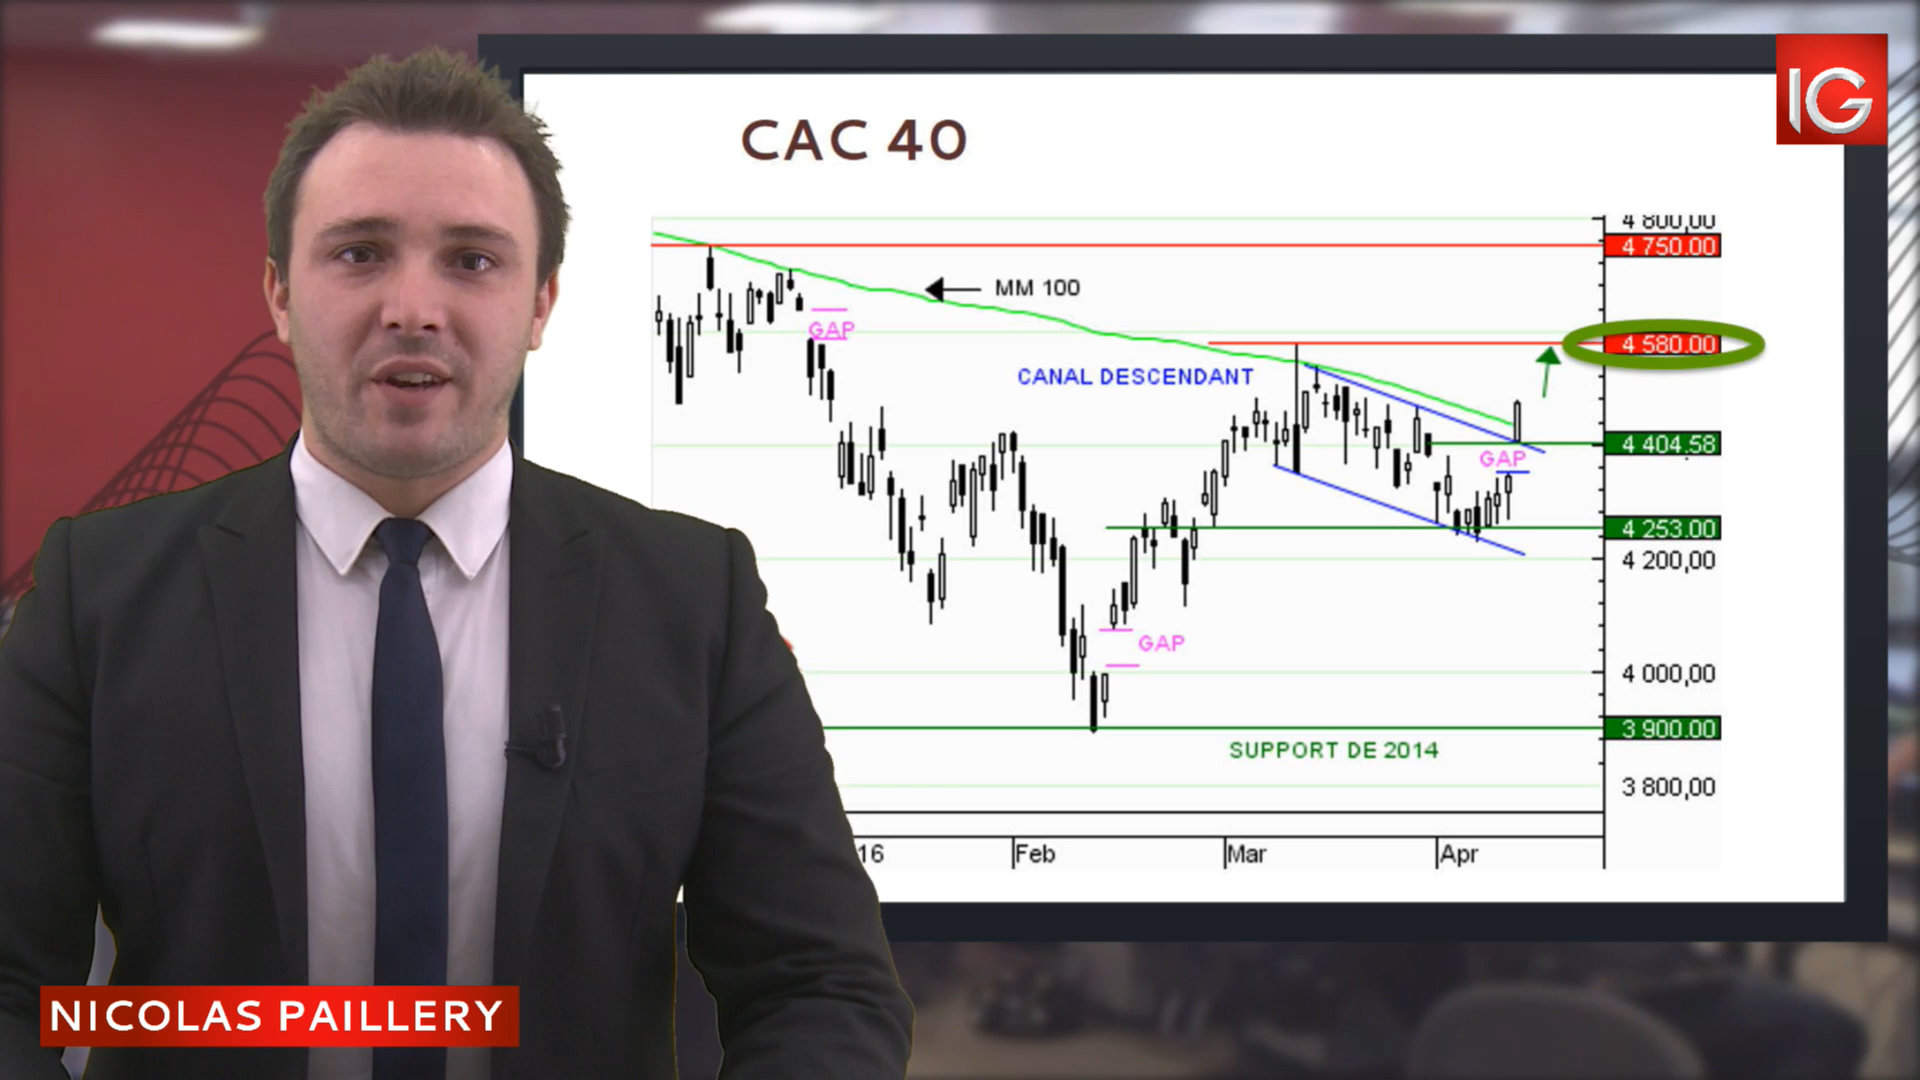 IG
CAC 40
4 800,00
4 750.00
MM 100
GAP
4 580.00
CANAL DESCENDANT
4 404.58
GAP
4 253.00
4 200,00
GAP
4 000,00
3 900.00
SUPPORT DE 2014
3 800,00
16
Feb
Mar
Apr
NICOLAS PAILLERY